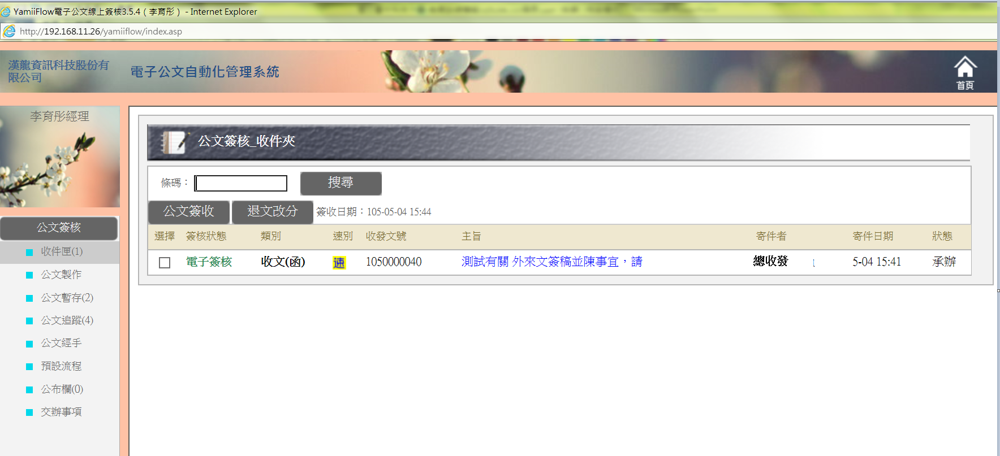 YamiiFlow電子公文線上簽核3.5.4（李育彤） - Internet Explorer
http://192.168.11.26/yamiiflow/index.asp
漢龍資訊科技股份有
限公司
電子公文自動化管理系統
首頁
李育彤經理
公文簽核
收件匣(1)
公文製作
公文暫存(2)
公文追蹤(4)
公文經手
預設流程
公布欄(0)
交辦事項
公文簽核_收件夾
條碼：
搜尋
公文簽收 退文改分 簽收日期：105-05-04 15:44
選擇 簽核狀態 類別 速別 收發文號 主旨 寄件者 寄件日期 狀態
電子簽核 收文(函) 速 1050000040 測試有關 外來文簽稿並陳事宜，請 總收發 5-04 15:41 承辦